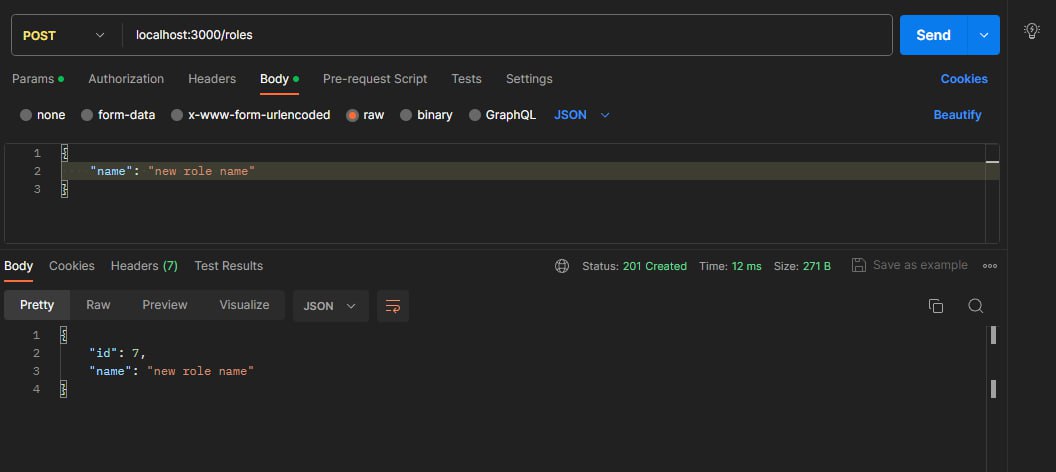 POST localhost:3000/roles Send
Params Authorization Headers Body Pre-request Script Tests Settings Cookies
none form-data x-www-form-urlencoded raw binary GraphQL JSON Beautify
1 {
2 "name": "new role name"
3 }
Body Cookies Headers (7) Test Results Status: 201 Created Time: 12 ms Size: 271 B Save as example
Pretty Raw Preview Visualize JSON
1 {
2 "id": 7,
3 "name": "new role name"
4 }